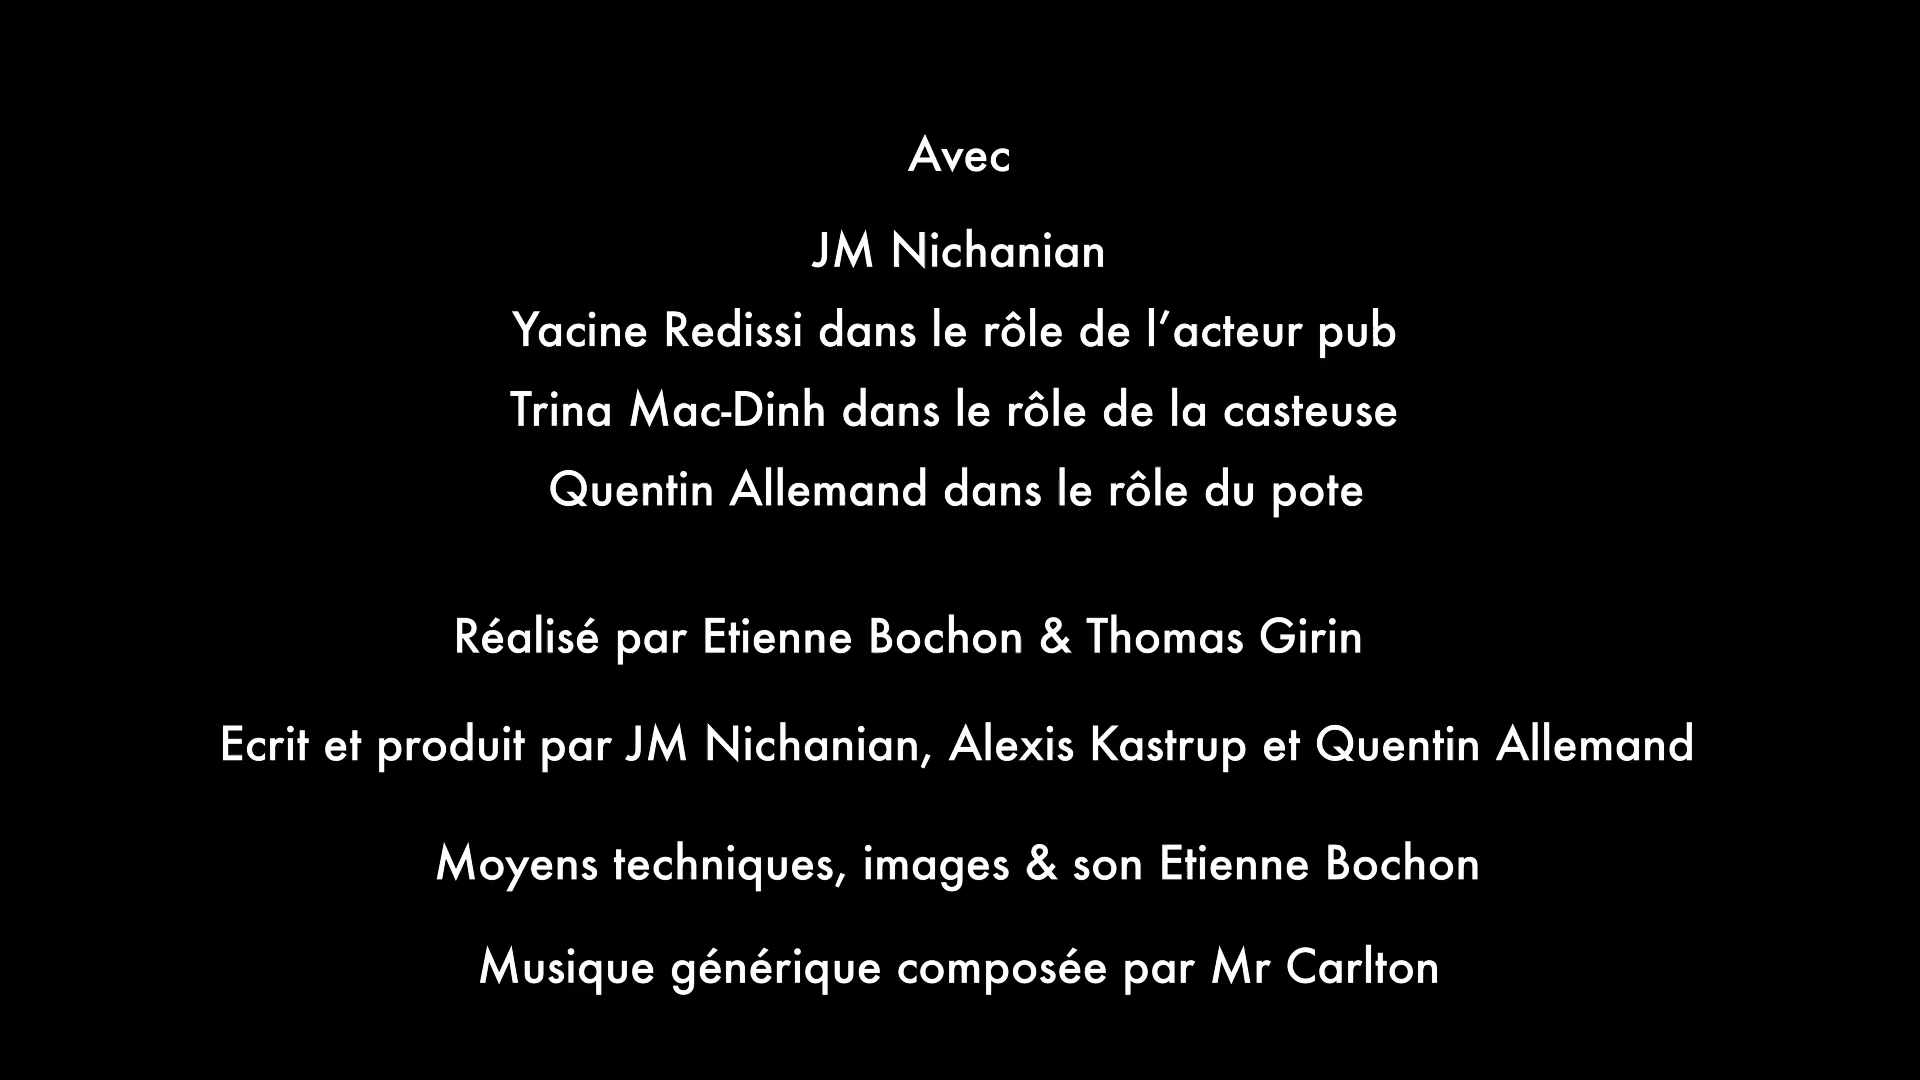 Avec
JM Nichanian
Yacine Redissi dans le rôle de l’acteur pub
Trina Mac-Dinh dans le rôle de la casteuse
Quentin Allemand dans le rôle du pote
Réalisé par Etienne Bochon & Thomas Girin
Ecrit et produit par JM Nichanian, Alexis Kastrup et Quentin Allemand
Moyens techniques, images & son Etienne Bochon
Musique générique composée par Mr Carlton